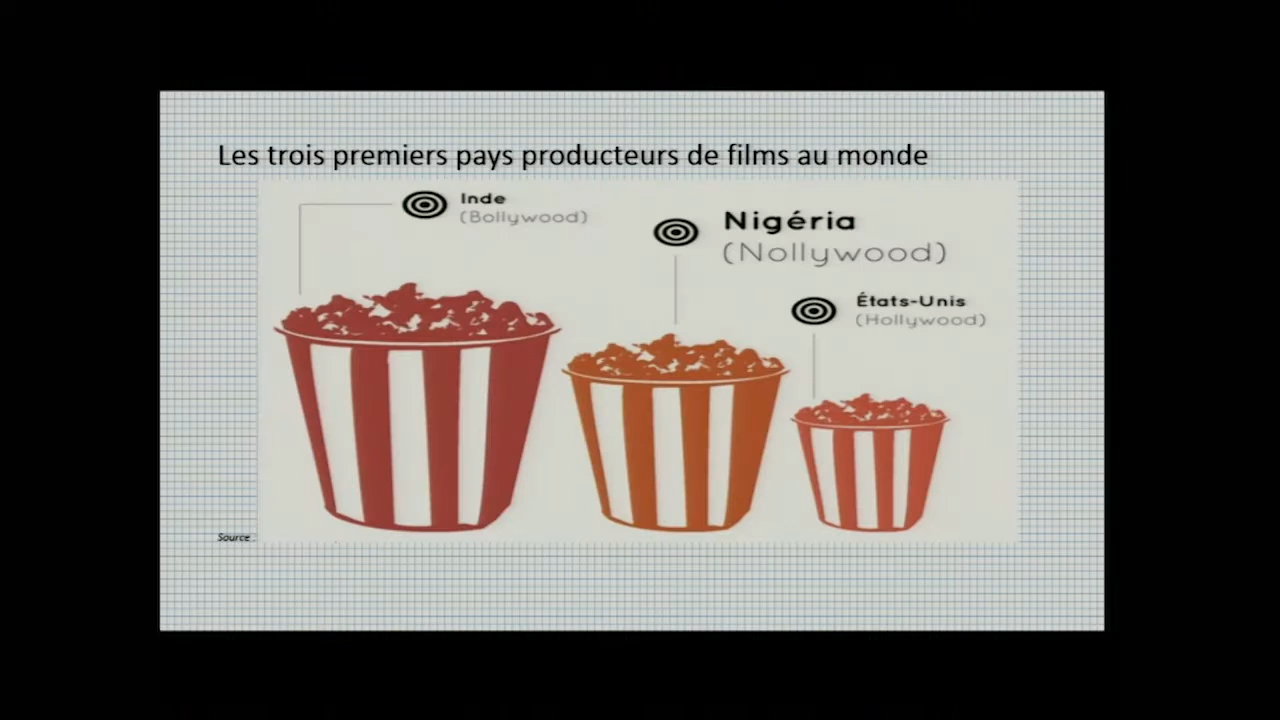 Les trois premiers pays producteurs de films au monde
Inde
(Bollywood)
Nigéria
(Nollywood)
États-Unis
(Hollywood)
Source :